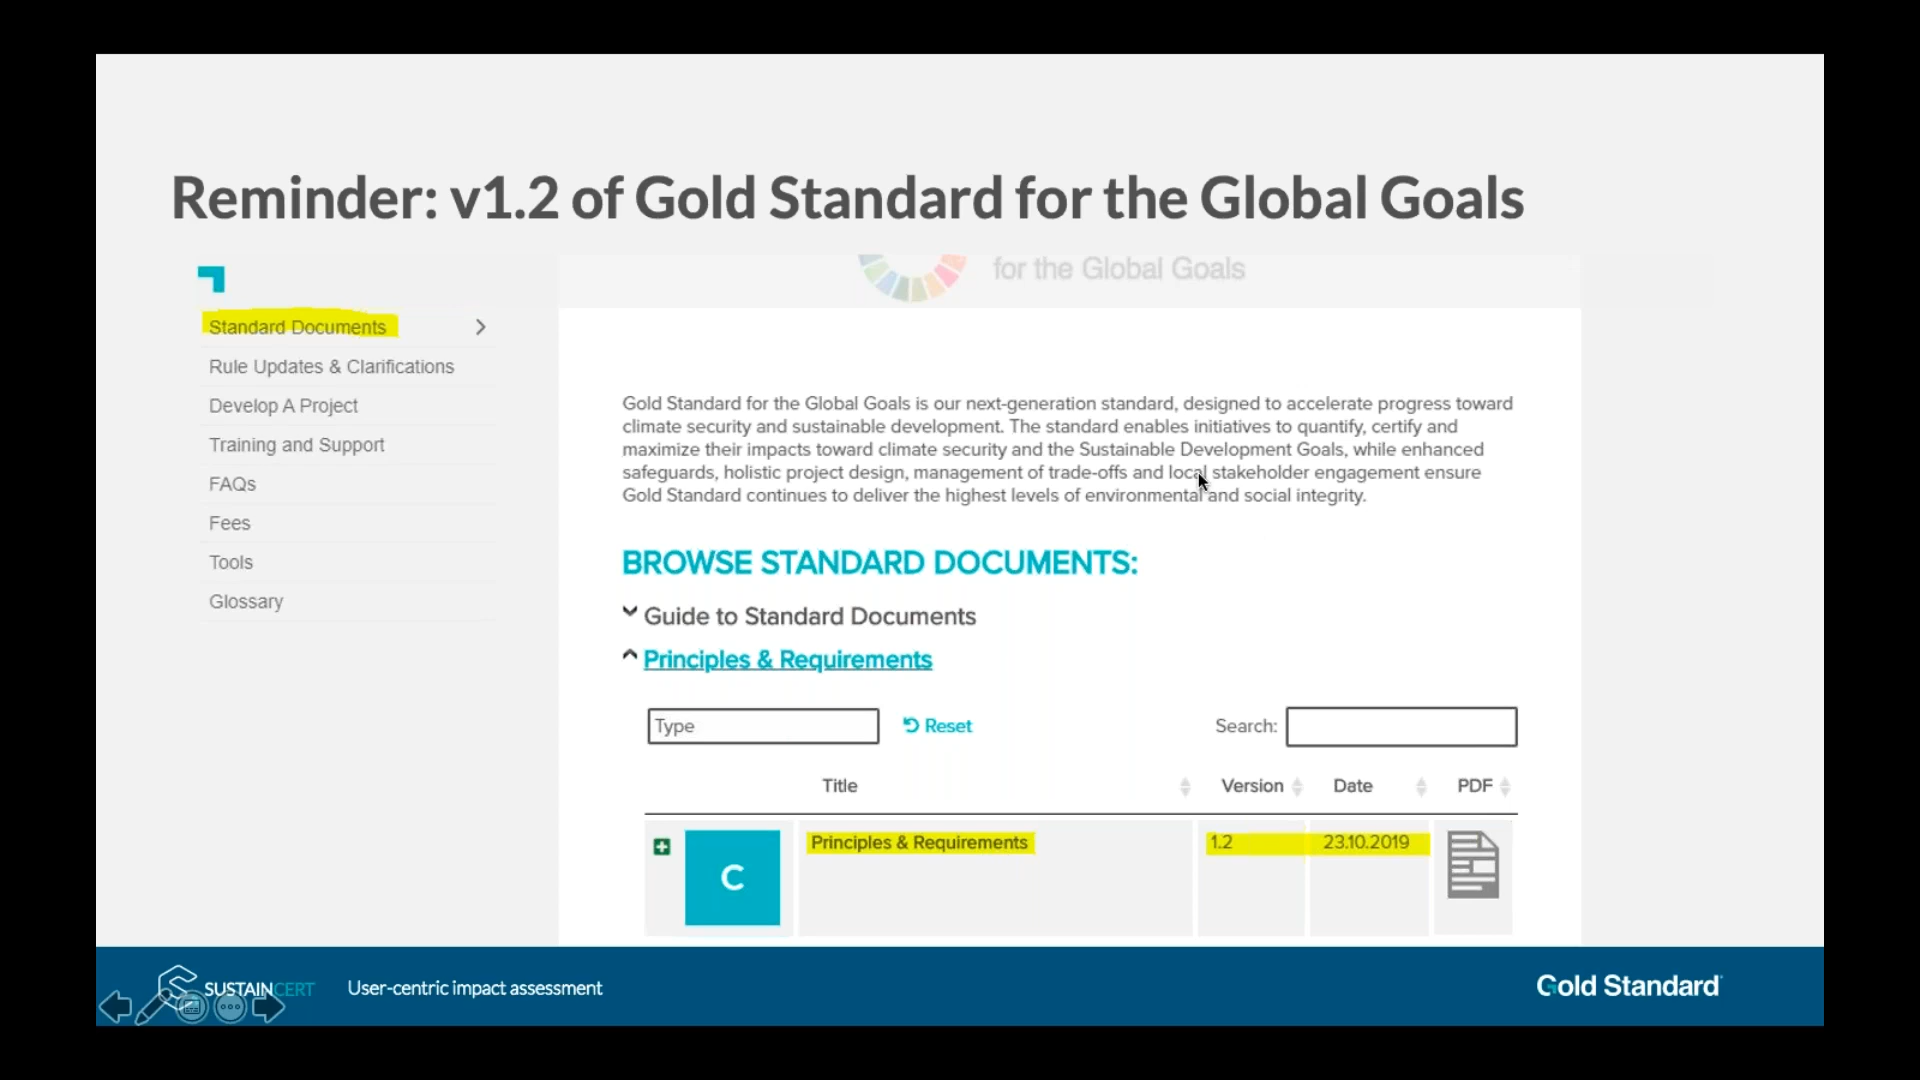 Reminder: v1.2 of Gold Standard for the Global Goals
for the Global Goals
Standard Documents
Rule Updates & Clarifications
Develop A Project
Training and Support
FAQs
Fees
Tools
Glossary
Gold Standard for the Global Goals is our next-generation standard, designed to accelerate progress toward
climate security and sustainable development. The standard enables initiatives to quantify, certify and
maximize their impacts toward climate security and the Sustainable Development Goals, while enhanced
safeguards, holistic project design, management of trade-offs and local stakeholder engagement ensure
Gold Standard continues to deliver the highest levels of environmental and social integrity.
BROWSE STANDARD DOCUMENTS:
Guide to Standard Documents
Principles & Requirements
Type Reset Search:
Title Version Date PDF
C Principles & Requirements 1.2 23.10.2019
SUSTAINCERT User-centric impact assessment Gold Standard